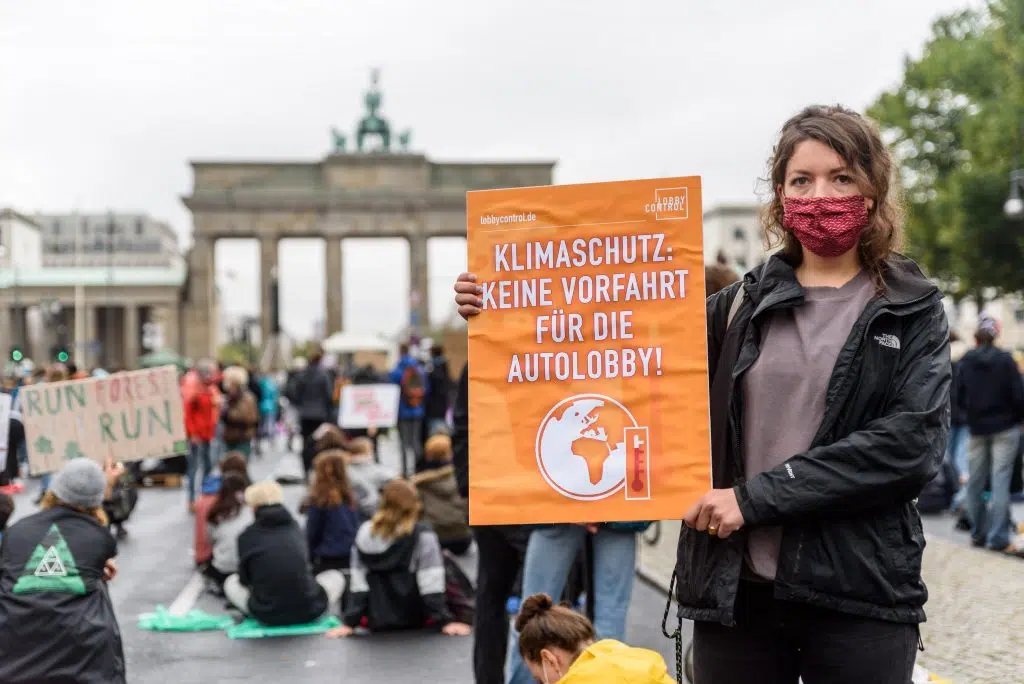 lobbycontrol.de
LOBBY
CONTROL
KLIMASCHUTZ:
KEINE VORFAHRT
FÜR DIE
AUTOLOBBY!
RUN FOREST
RUN
THE
NORTH
FACE